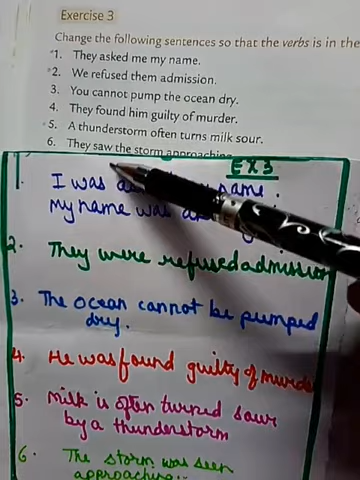 Exercise 3
Change the following sentences so that the verbs is in the
1. They asked me my name.
2. We refused them admission.
3. You cannot pump the ocean dry.
4. They found him guilty of murder.
5. A thunderstorm often turns milk sour.
6. They saw the storm approaching
EX 3
1. I was name.
My name was
2. They were refused admission
3. The ocean cannot be pumped
dry.
4. He was found guilty of murder
5. Milk is often turned sour
by a thunderstorm
6. The storm was seen
approaching.